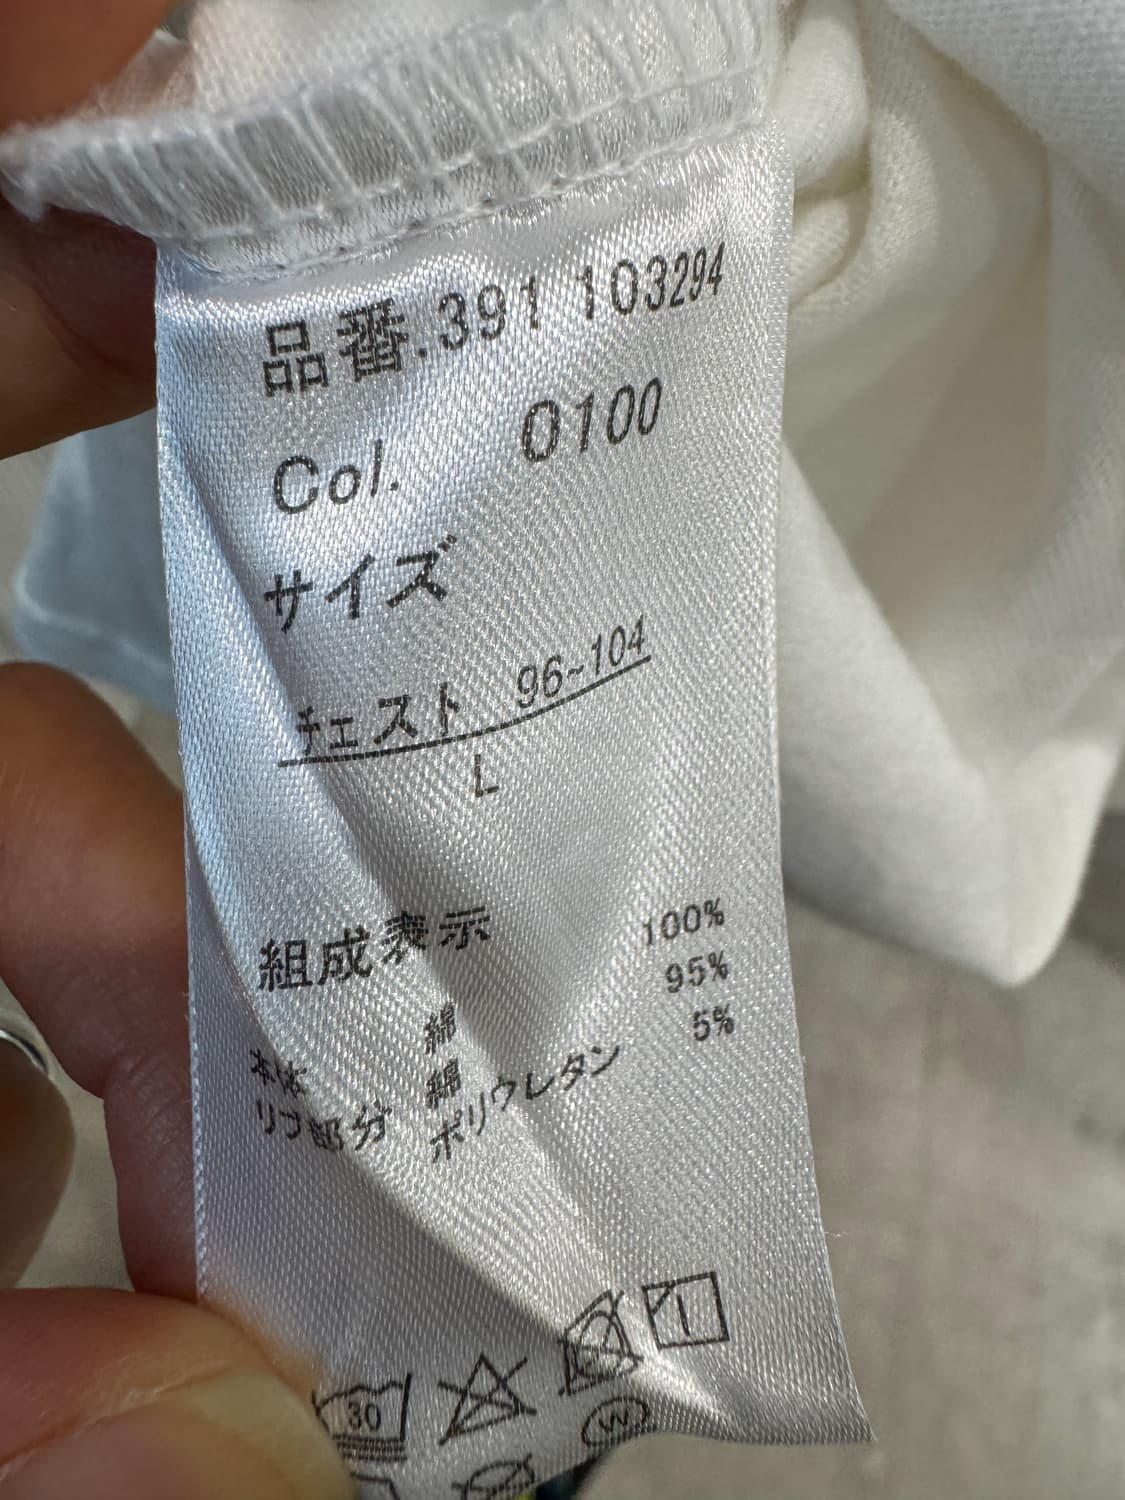 品番.391 103294
Col. 0100
サイズ
チェスト 96~104
L
組成表示
本体 綿 100%
リブ部分 綿 95%
ポリウレタン 5%
30
W